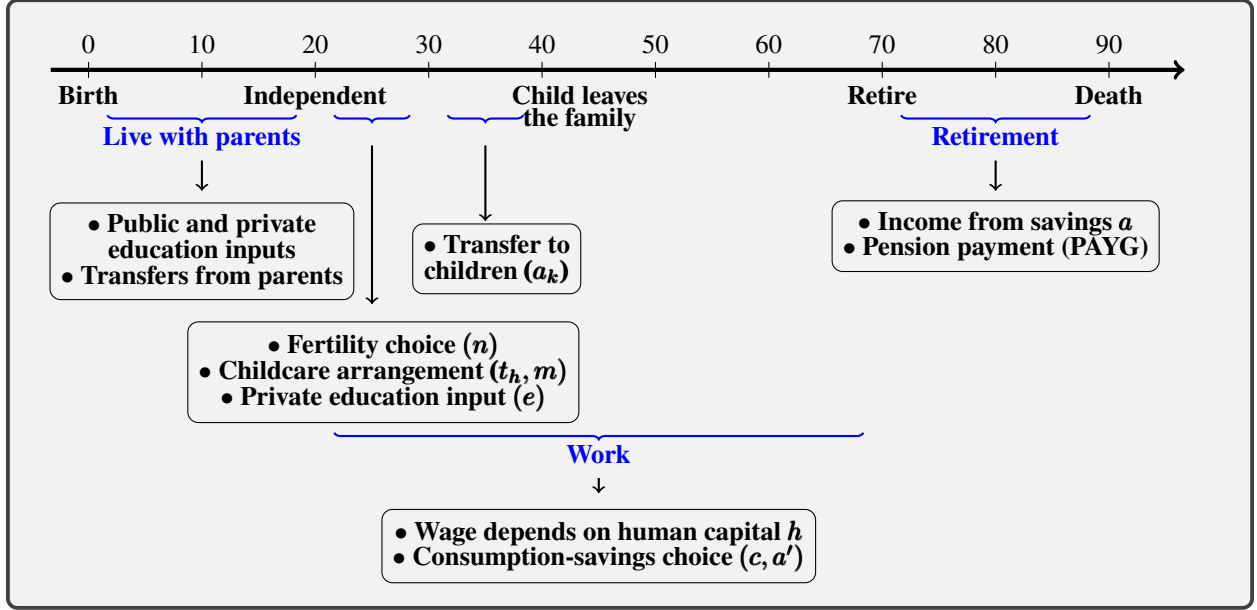 0 10 20 30 40 50 60 70 80 90
Birth Independent Child leaves the family Retire Death
Live with parents
Retirement
• Public and private
education inputs
• Transfers from parents
• Transfer to
children (a_k)
• Income from savings a
• Pension payment (PAYG)
• Fertility choice (n)
• Childcare arrangement (t_h, m)
• Private education input (e)
Work
• Wage depends on human capital h
• Consumption-savings choice (c, a′)